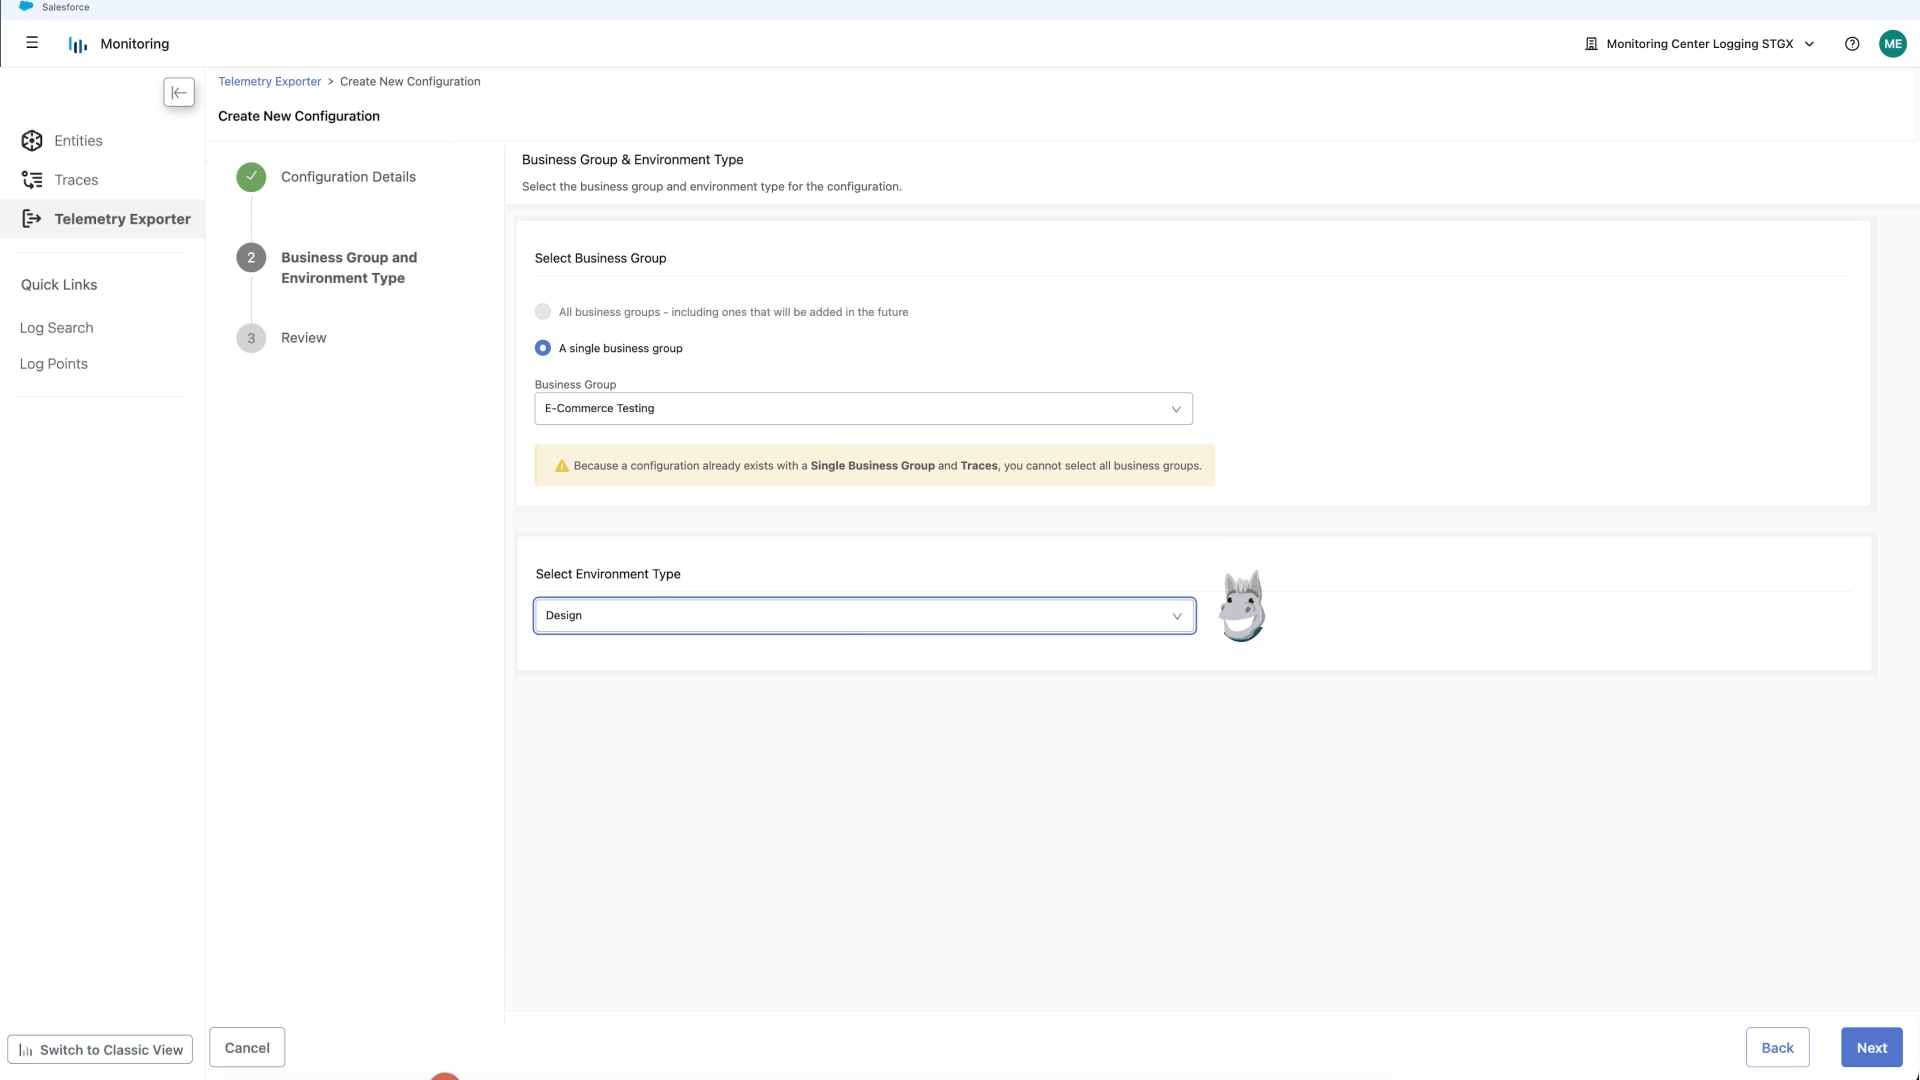 Salesforce
Monitoring
Monitoring Center Logging STGX
ME
Telemetry Exporter > Create New Configuration
Create New Configuration
Entities
Traces
Telemetry Exporter
Quick Links
Log Search
Log Points
Configuration Details
2
Business Group and
Environment Type
3
Review
Business Group & Environment Type
Select the business group and environment type for the configuration.
Select Business Group
All business groups - including ones that will be added in the future
A single business group
Business Group
E-Commerce Testing
Because a configuration already exists with a Single Business Group and Traces, you cannot select all business groups.
Select Environment Type
Design
Switch to Classic View
Cancel
Back
Next